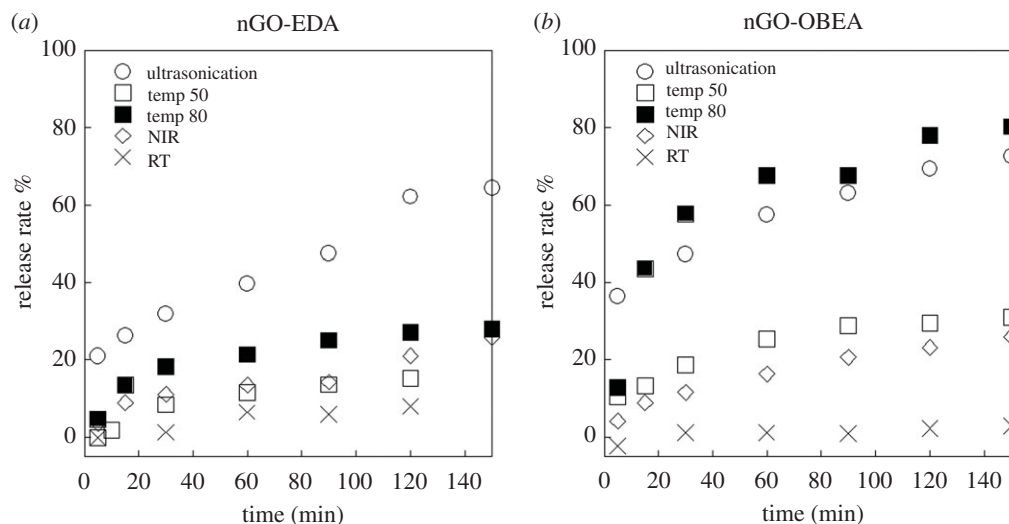 (a)
nGO-EDA
100
80
60
40
20
0
release rate %
ultrasonication
temp 50
temp 80
NIR
RT
0 20 40 60 80 100 120 140
time (min)
(b)
nGO-OBEA
100
80
60
40
20
0
release rate %
ultrasonication
temp 50
temp 80
NIR
RT
0 20 40 60 80 100 120 140
time (min)